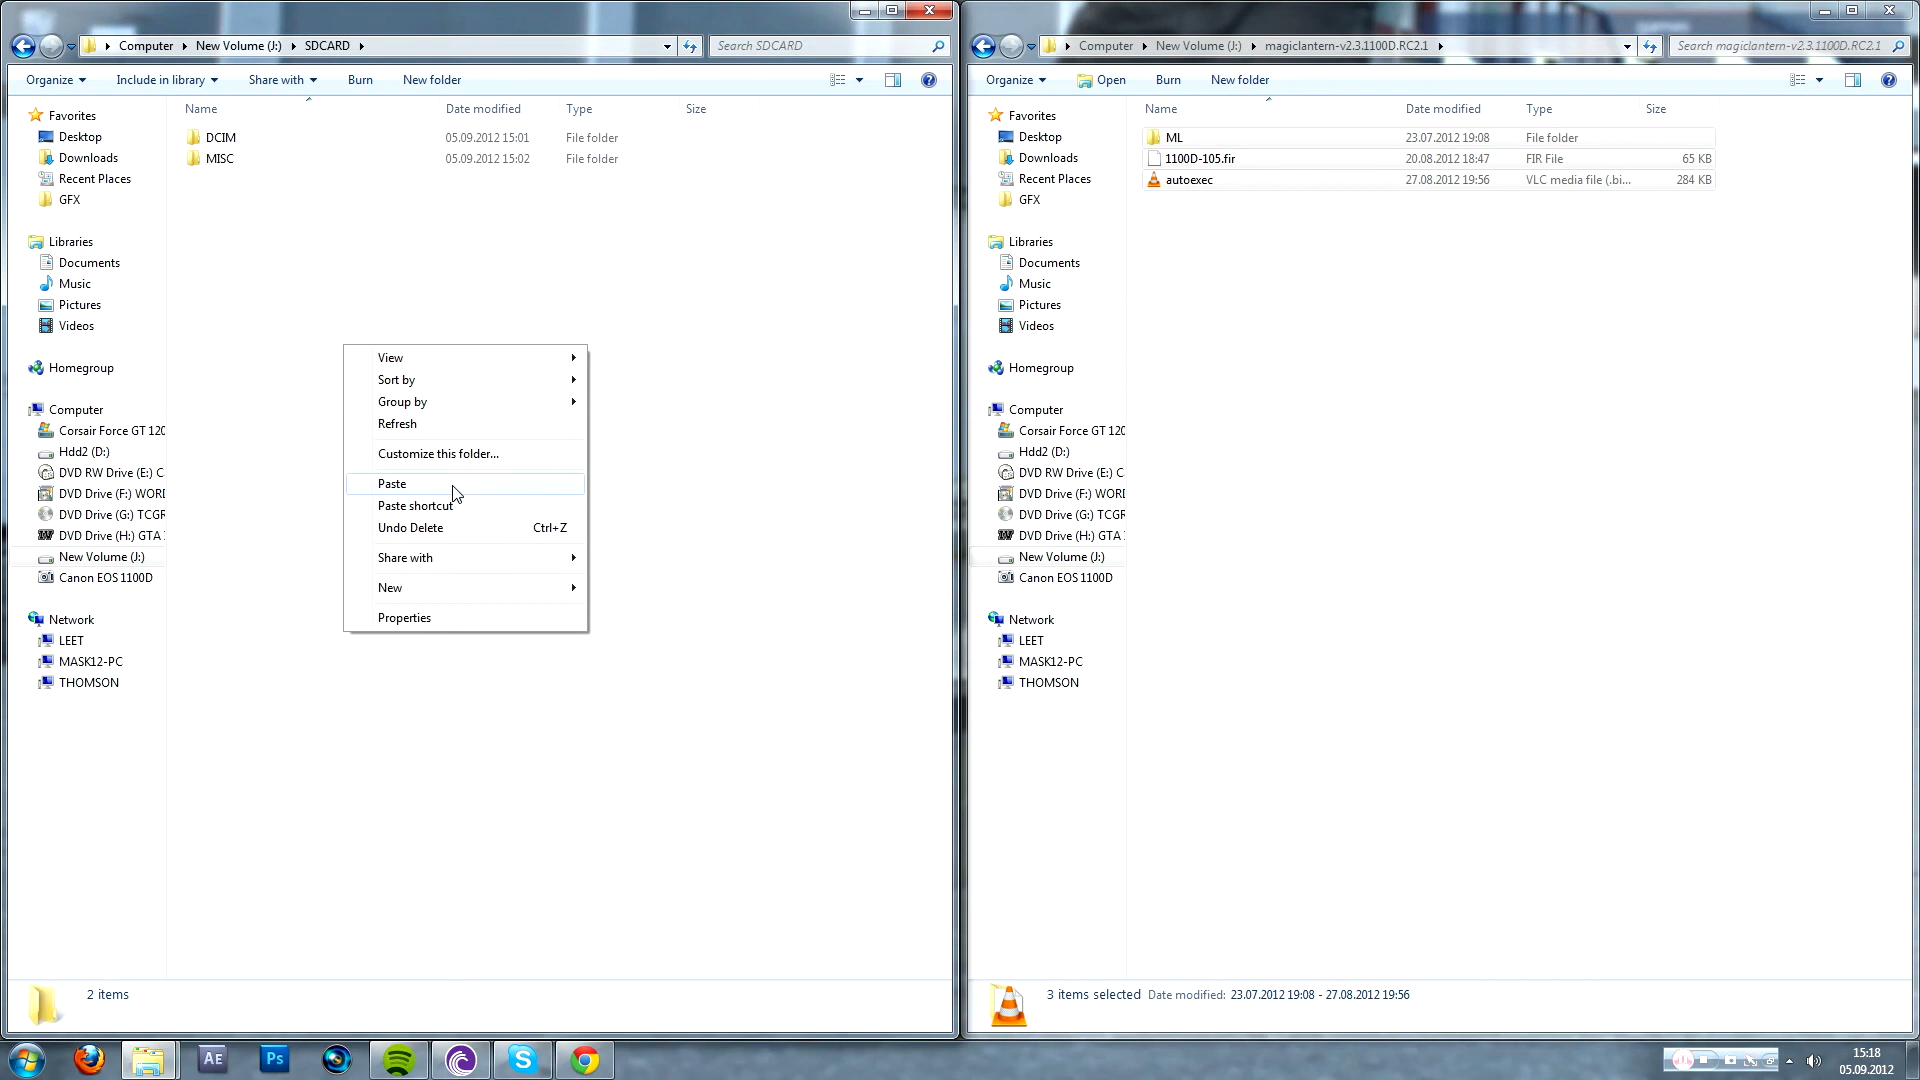 Computer New Volume (J:) SDCARD
Search SDCARD
Organize Include in library Share with Burn New folder
Name Date modified Type Size
Favorites
Desktop
Downloads
Recent Places
GFX
Libraries
Documents
Music
Pictures
Videos
Homegroup
Computer
Corsair Force GT 120
Hdd2 (D:)
DVD RW Drive (E:) C
DVD Drive (F:) WORD
DVD Drive (G:) TCGR
DVD Drive (H:) GTA
New Volume (J:)
Canon EOS 1100D
Network
LEET
MASK12-PC
THOMSON
DCIM 05.09.2012 15:01 File folder
MISC 05.09.2012 15:02 File folder
View
Sort by
Group by
Refresh
Customize this folder...
Paste
Paste shortcut
Undo Delete Ctrl+Z
Share with
New
Properties
2 items
Computer New Volume (J:) magiclantern-v2.3.1100D.RC2.1
Search magiclantern-v2.3.1100D.RC2.1
Organize Open Burn New folder
Name Date modified Type Size
Favorites
Desktop
Downloads
Recent Places
GFX
Libraries
Documents
Music
Pictures
Videos
Homegroup
Computer
Corsair Force GT 120
Hdd2 (D:)
DVD RW Drive (E:) C
DVD Drive (F:) WORD
DVD Drive (G:) TCGR
DVD Drive (H:) GTA
New Volume (J:)
Canon EOS 1100D
Network
LEET
MASK12-PC
THOMSON
ML 23.07.2012 19:08 File folder
1100D-105.fir 20.08.2012 18:47 FIR File 65 KB
autoexec 27.08.2012 19:56 VLC media file (.bi... 284 KB
3 items selected Date modified: 23.07.2012 19:08 - 27.08.2012 19:56
AE
Ps
15:18
05.09.2012